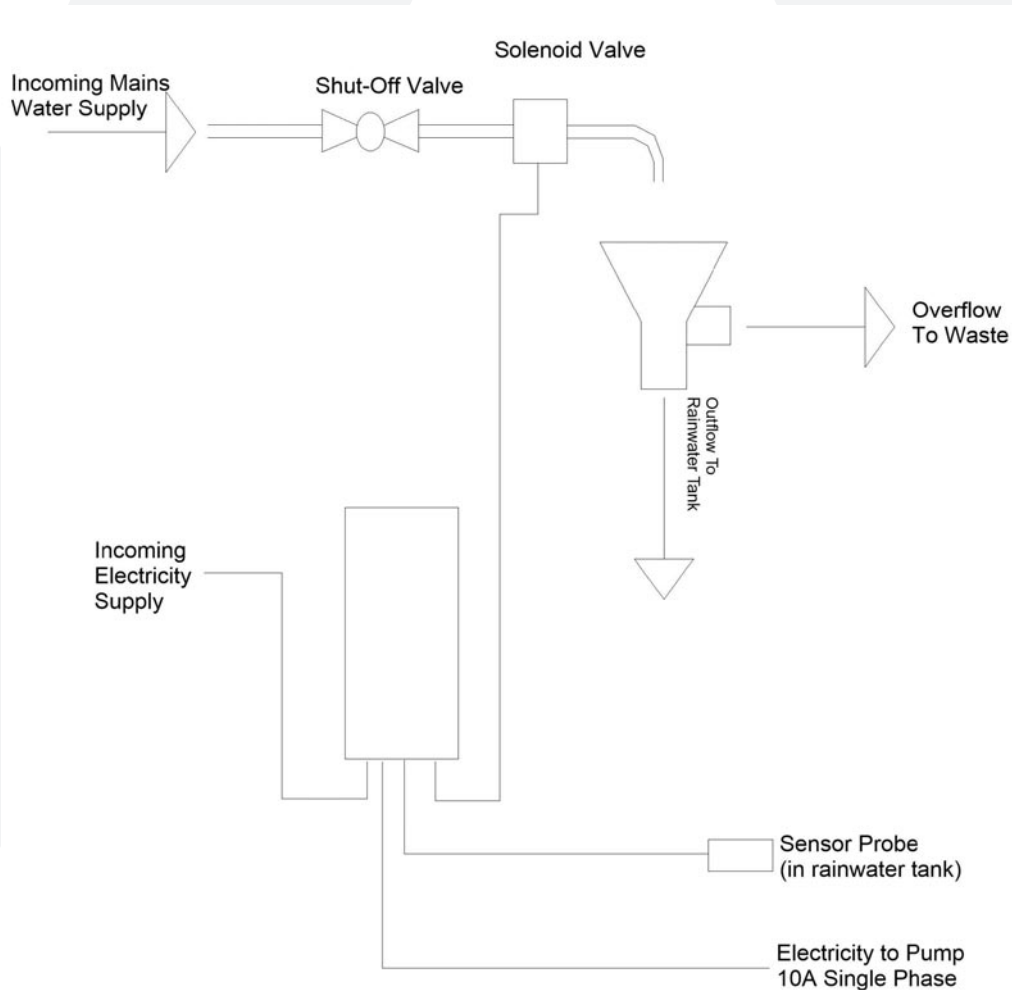 Solenoid Valve
Incoming Mains
Water Supply
Shut-Off Valve
Overflow
To Waste
Outflow To
Rainwater Tank
Incoming
Electricity
Supply
Sensor Probe
(in rainwater tank)
Electricity to Pump
10A Single Phase